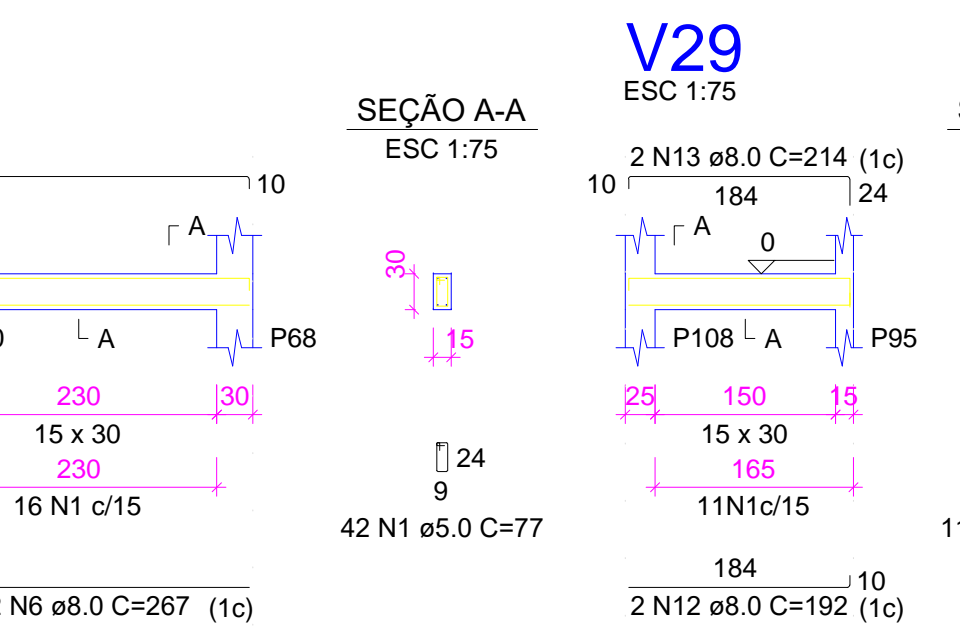 V29
ESC 1:75
SEÇÃO A-A
ESC 1:75
2 N13 ø8.0 C=214 (1c)
10
10
184
24
A
A
0
30
15
A
P68
P108
A
P95
230
30
25
150
15
15 x 30
15 x 30
230
165
24
16 N1 c/15
9
11N1c/15
42 N1 ø5.0 C=77
184
10
N6 ø8.0 C=267 (1c)
2 N12 ø8.0 C=192 (1c)